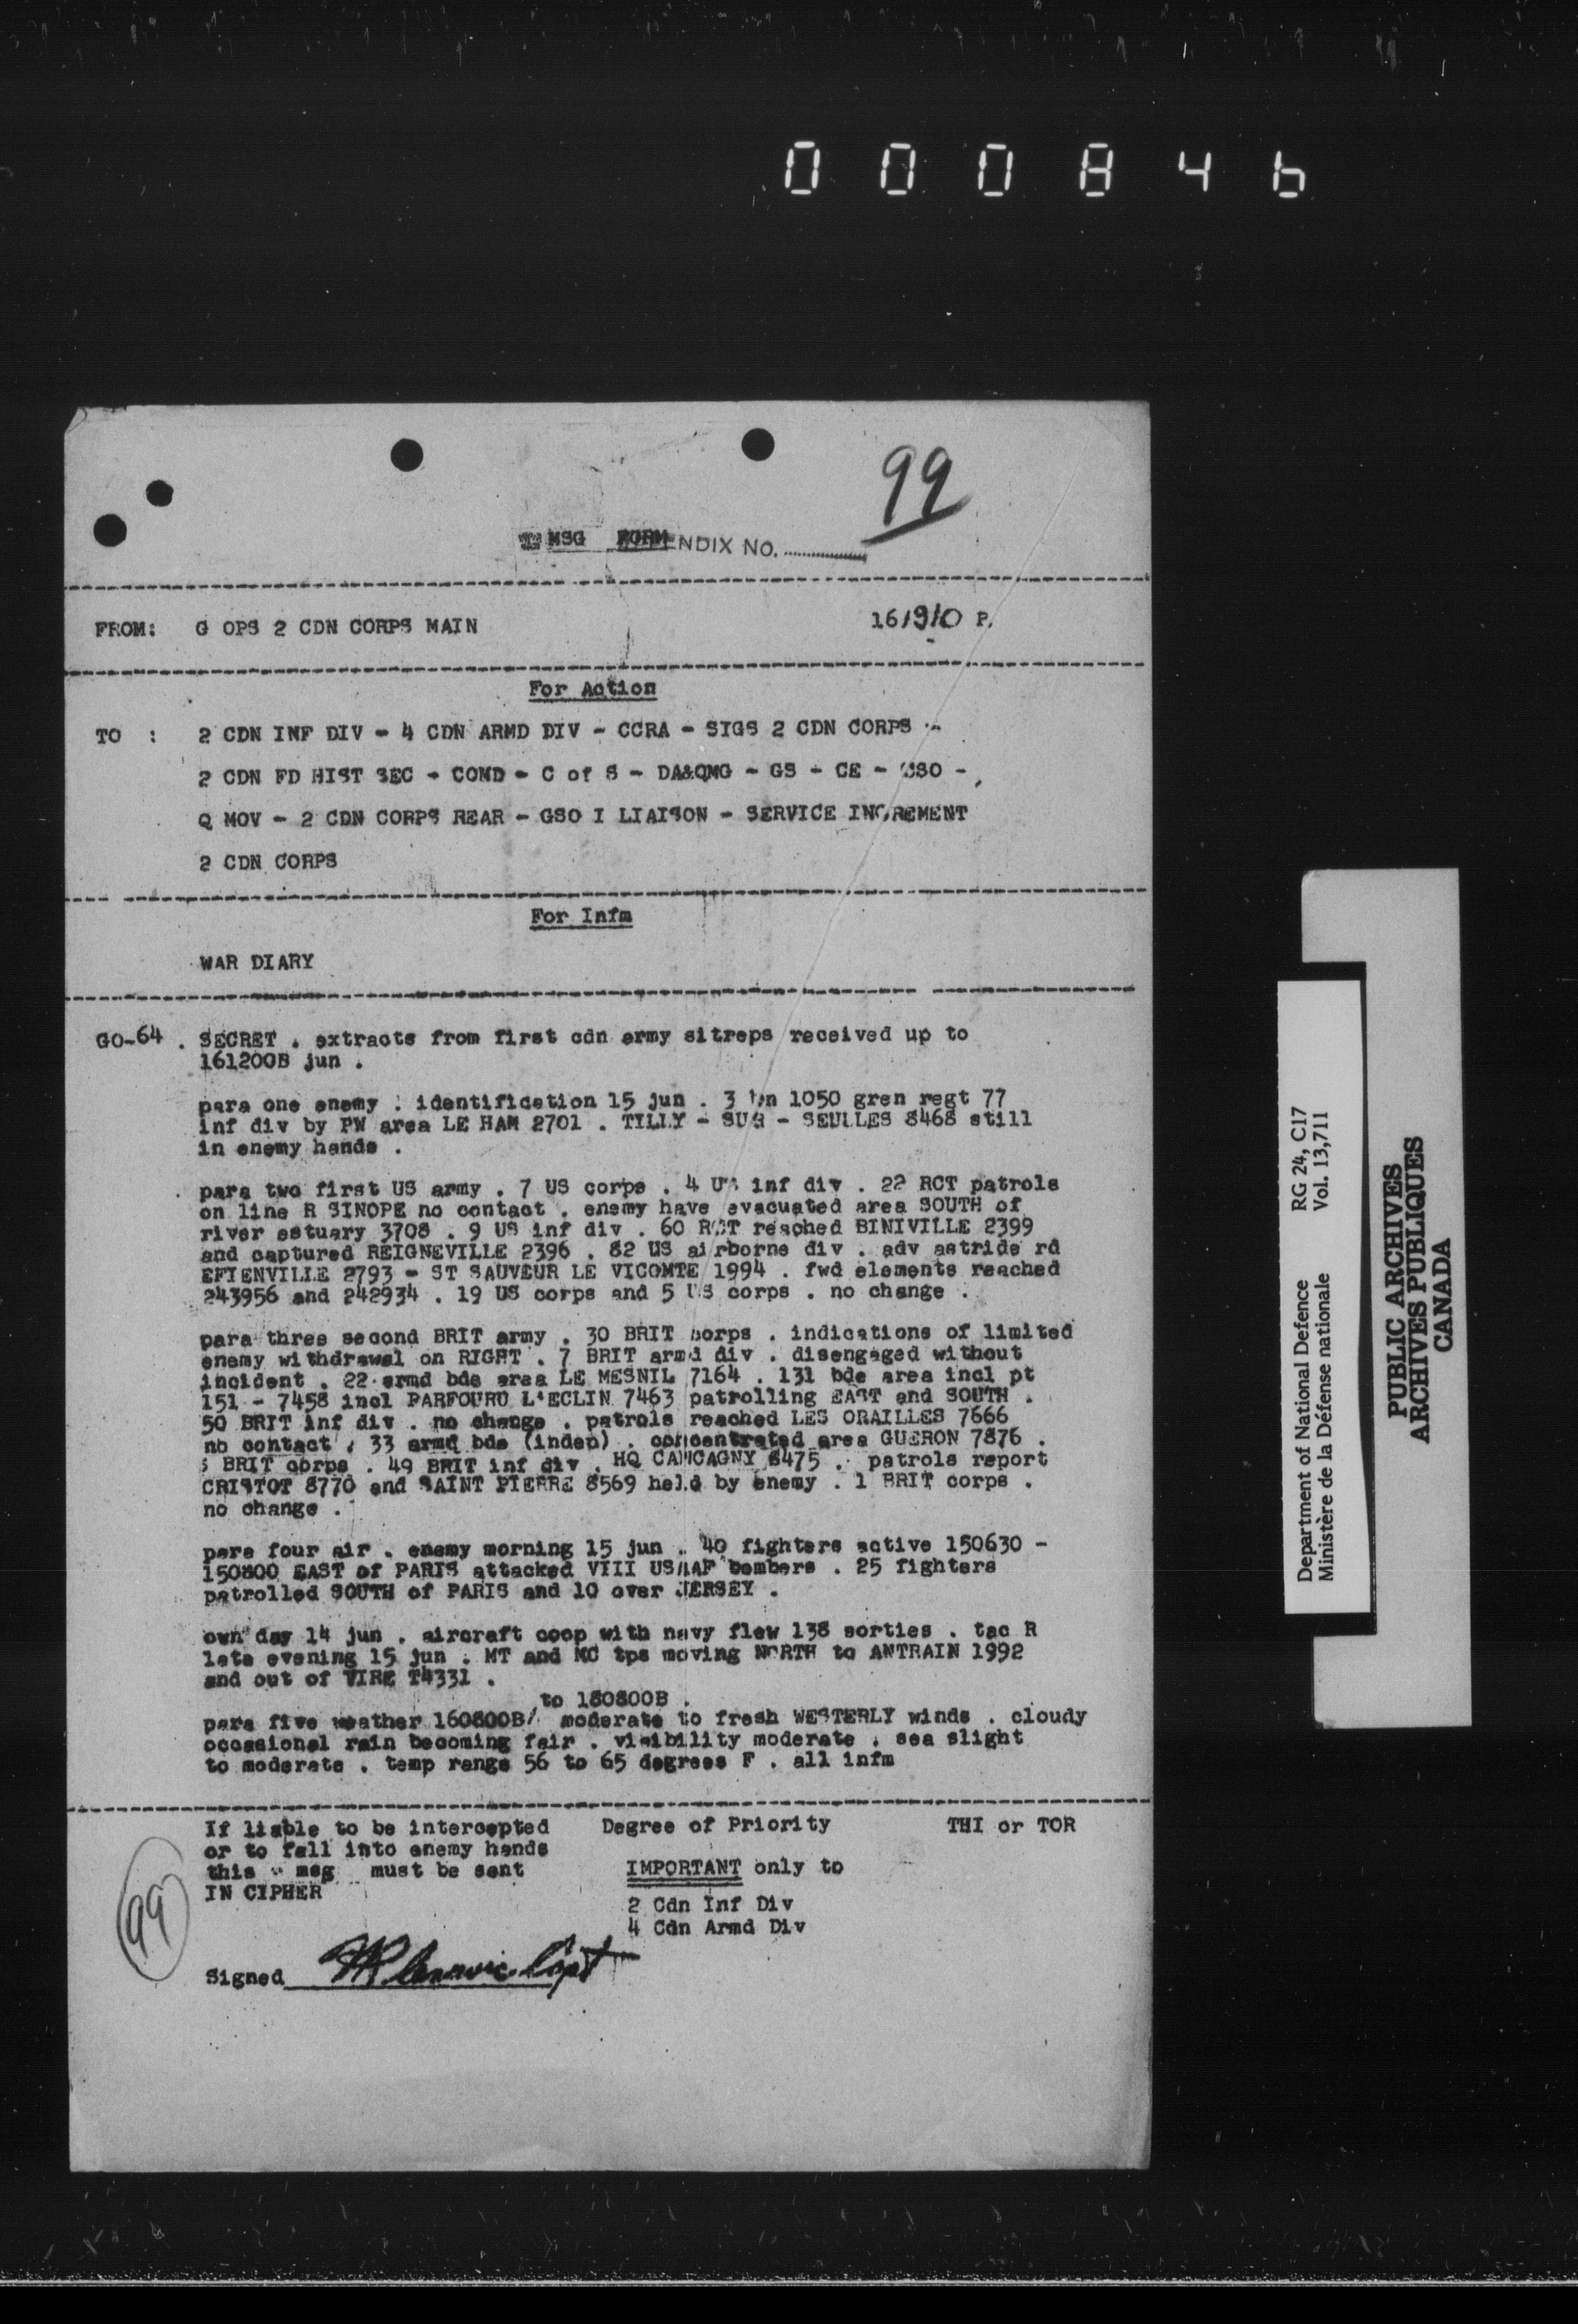 000846
99
MSG FORM NDIX NO. ............
FROM: G OPS 2 CDN CORPS MAIN 161910 P.
For Action
TO : 2 CDN INF DIV - 4 CDN ARMD DIV - CCRA - SIGS 2 CDN CORPS -
2 CDN FD HIST SEC - COMD - C of S - DA&QMG - GS - CE - CSO -
Q MOV - 2 CDN CORPS REAR - GSO I LIAISON - SERVICE INCREMENT
2 CDN CORPS
For Infm
WAR DIARY
GO-64 . SECRET . extracts from first cdn army sitreps received up to
161200B jun .
para one enemy . identification 15 jun . 3 bn 1050 gren regt 77
inf div by PW area LE HAM 2701 . TILLY - SUR - SEULLES 8468 still
in enemy hands .
para two first US army . 7 US corps . 4 US inf div . 22 RCT patrols
on line R SINOPE no contact . enemy have evacuated area SOUTH of
river estuary 3708 . 9 US inf div . 60 RCT reached BINIVILLE 2399
and captured REIGNEVILLE 2396 . 82 US airborne div . adv astride rd
ETIENVILLE 2793 - ST SAUVEUR LE VICOMTE 1994 . fwd elements reached
243956 and 242934 . 19 US corps and 5 US corps . no change .
para three second BRIT army . 30 BRIT corps . indications of limited
enemy withdrawal on RIGHT . 7 BRIT armd div . disengaged without
incident . 22 armd bde area LE MESNIL 7164 . 131 bde area incl pt
151 - 7458 incl PARFOURU L'ECLIN 7463 patrolling EAST and SOUTH .
50 BRIT inf div . no change . patrols reached LES ORAILLES 7666
no contact . 33 armd bde (indep) . concentrated area GUERON 7876 .
BRIT corps . 49 BRIT inf div . HQ CAMCAGNY 8475 . patrols report
CRISTOT 8770 and SAINT PIERRE 8569 held by enemy . 1 BRIT corps .
no change .
para four air . enemy morning 15 jun . 40 fighters active 150630 -
150800 EAST of PARIS attacked VIII USAAF bombers . 25 fighters
patrolled SOUTH of PARIS and 10 over JERSEY .
own day 14 jun . aircraft coop with navy flew 138 sorties . tac R
late evening 15 jun . MT and MC tps moving NORTH to ANTRAIN 1992
and out of VIRE T4331 .
to 180800B .
para five weather 160800B/ moderate to fresh WESTERLY winds . cloudy
occasional rain becoming fair . visibility moderate . sea slight
to moderate . temp range 56 to 65 degrees F . all infm
If liable to be intercepted Degree of Priority THI or TOR
or to fall into enemy hands
this msg must be sent IMPORTANT only to
IN CIPHER
2 Cdn Inf Div
4 Cdn Armd Div
99
Signed Capt
Department of National Defence RG 24, C17
Ministère de la Défense nationale Vol. 13,711
PUBLIC ARCHIVES
ARCHIVES PUBLIQUES
CANADA